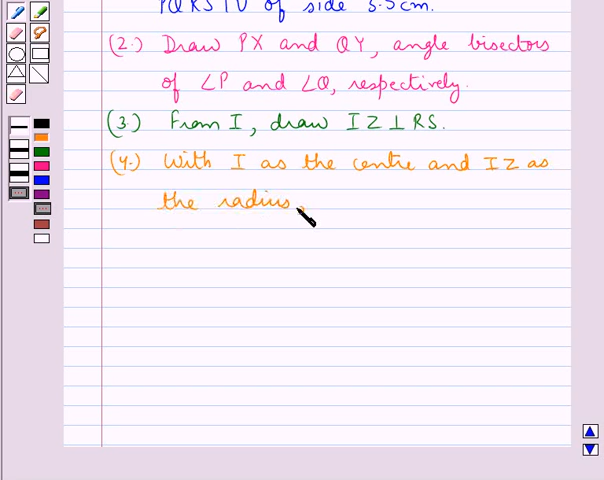 PQRSTU of side 3.5cm.
(2.) Draw PX and QY, angle bisectors
of ∠P and ∠Q, respectively.
(3.) From I, draw IZ ⊥ RS.
(4.) With I as the centre and IZ as
the radius,